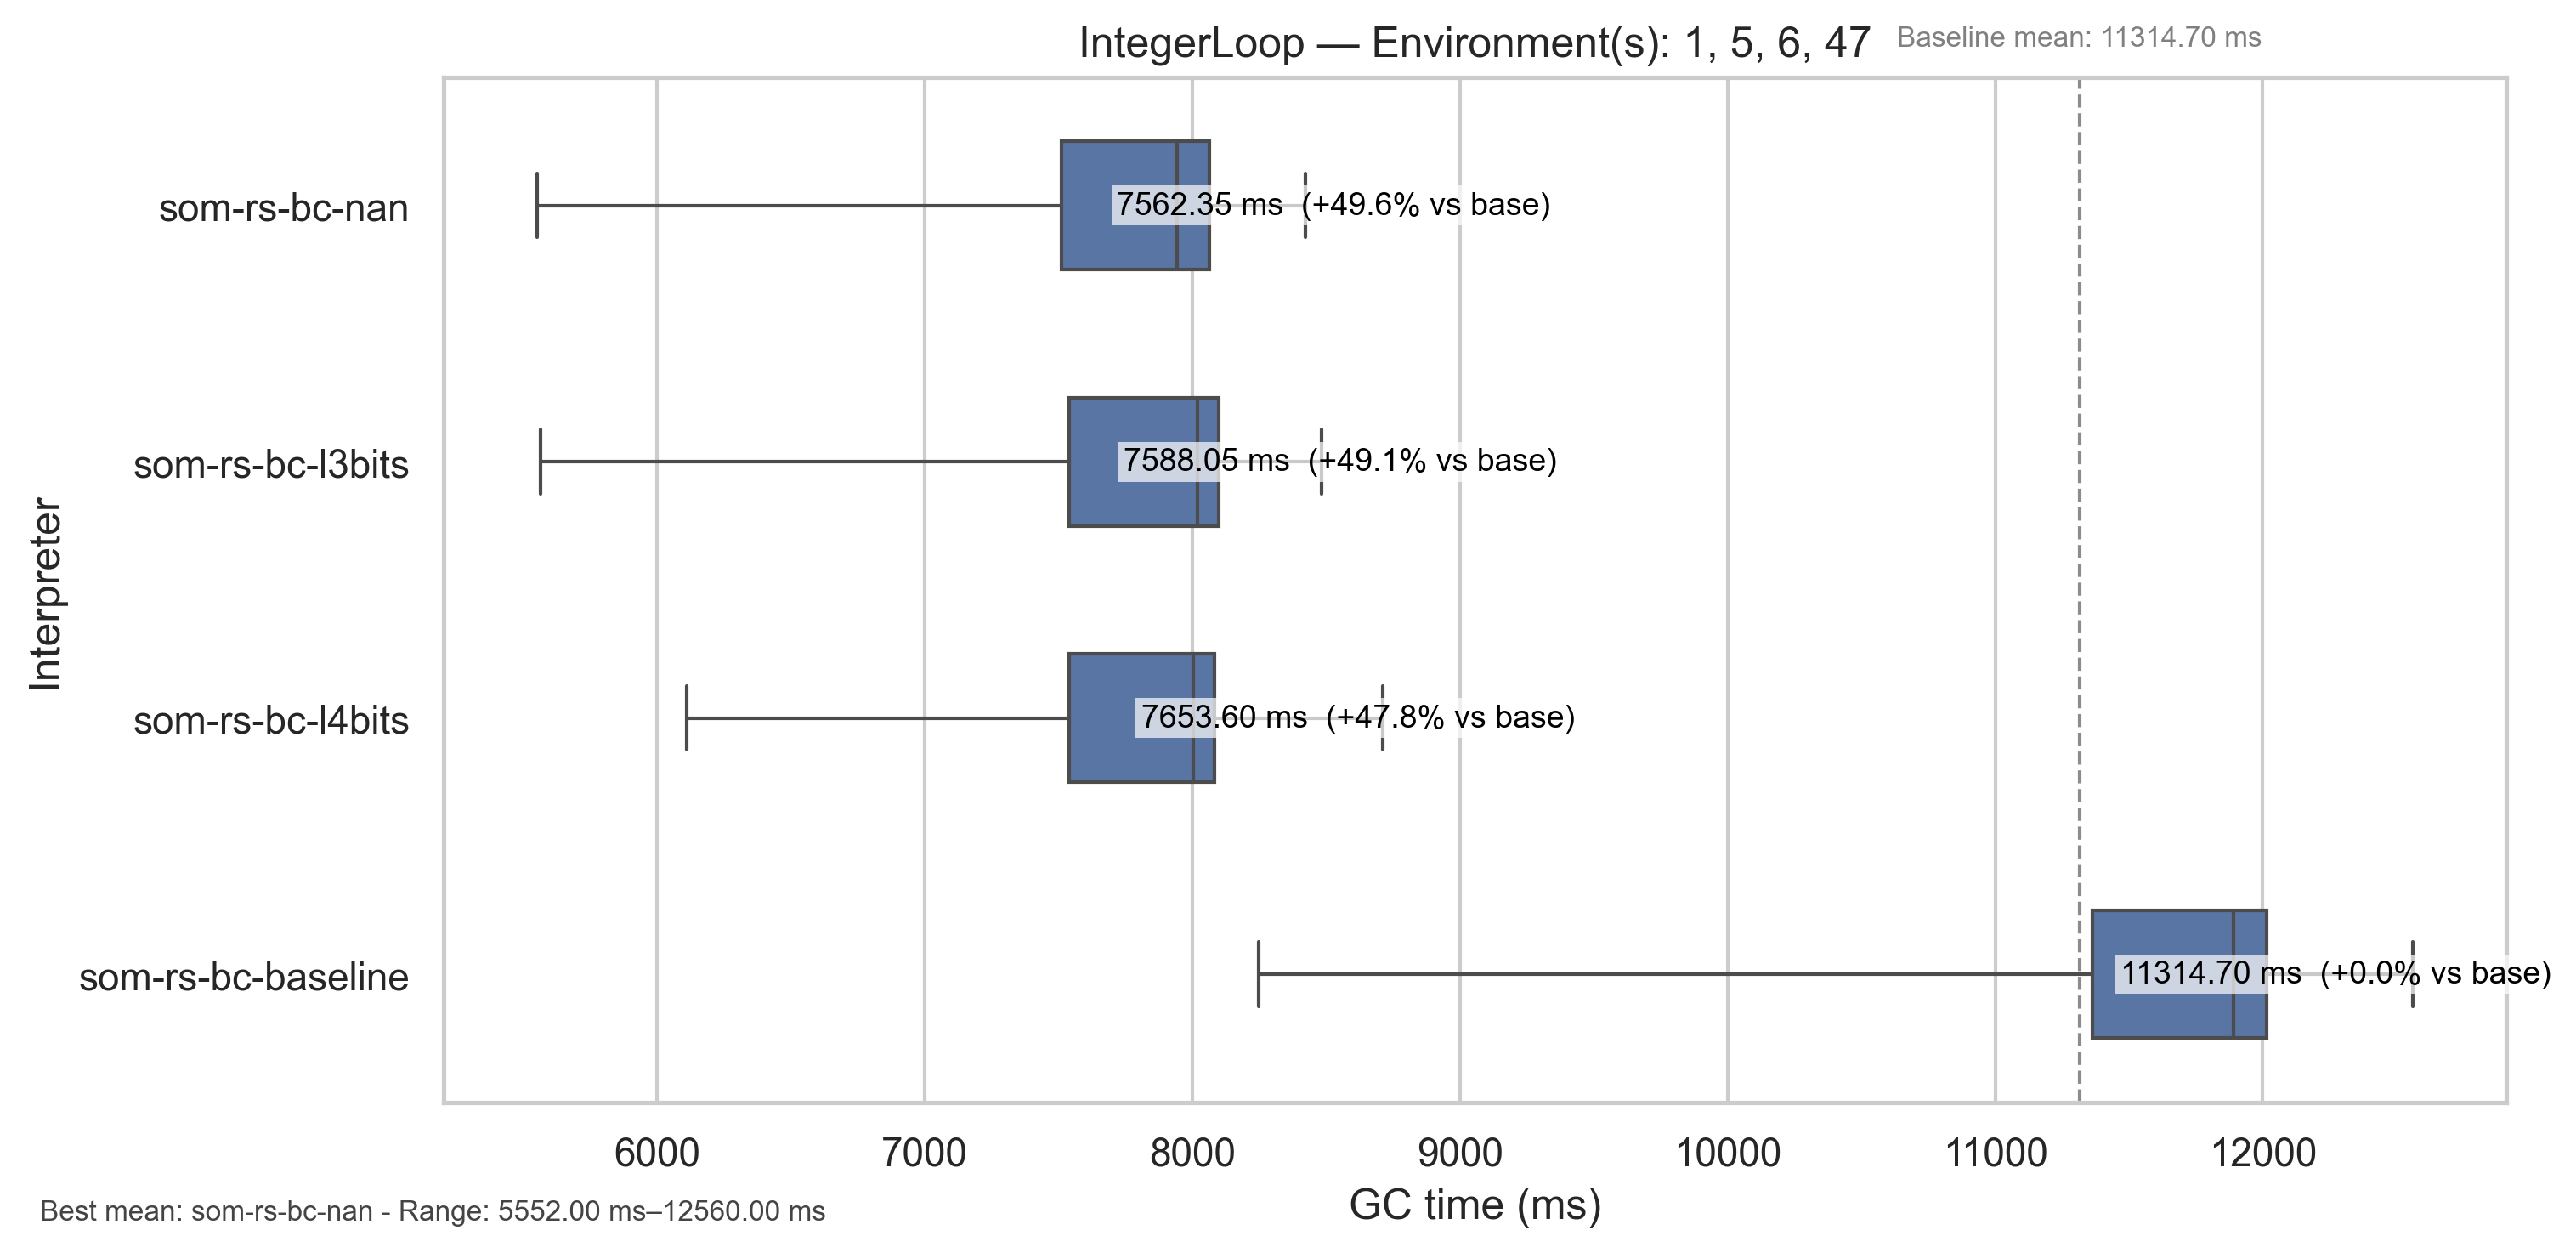 IntegerLoop — Environment(s): 1, 5, 6, 47
Baseline mean: 11314.70 ms
Interpreter
som-rs-bc-nan
7562.35 ms (+49.6% vs base)
som-rs-bc-l3bits
7588.05 ms (+49.1% vs base)
som-rs-bc-l4bits
7653.60 ms (+47.8% vs base)
som-rs-bc-baseline
11314.70 ms (+0.0% vs base)
6000 7000 8000 9000 10000 11000 12000
GC time (ms)
Best mean: som-rs-bc-nan - Range: 5552.00 ms–12560.00 ms